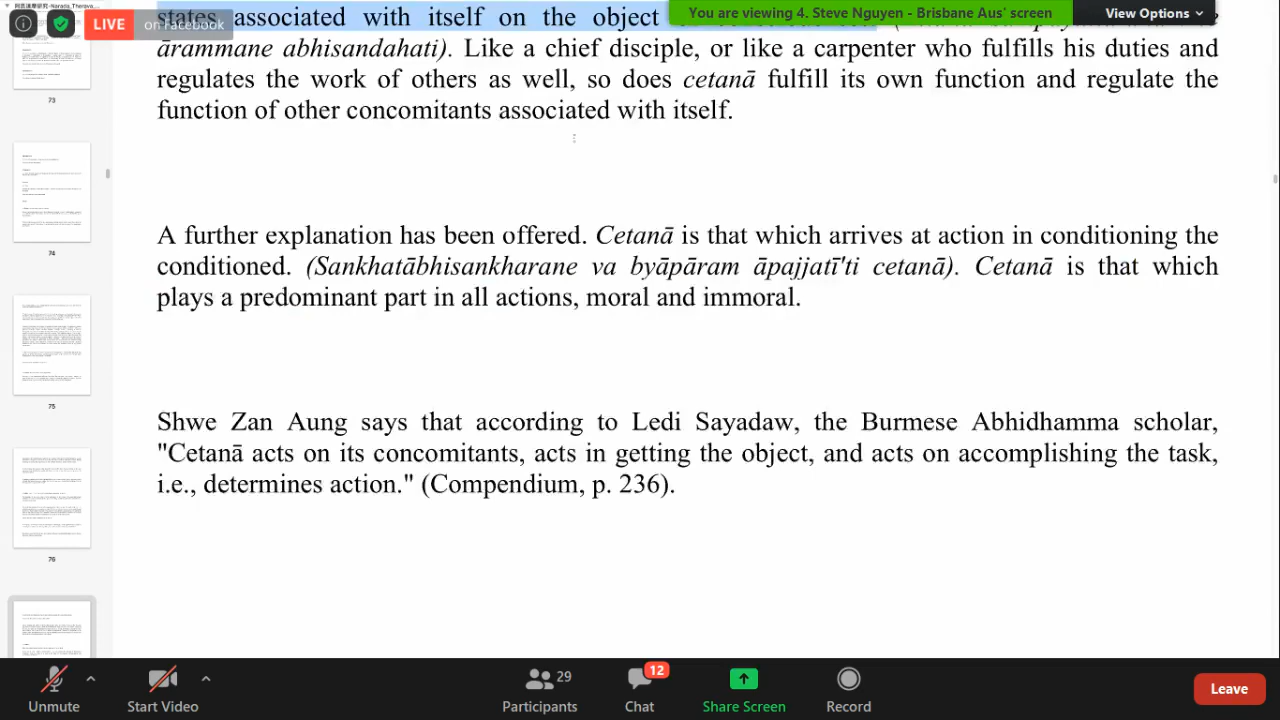 LIVE on Facebook
You are viewing 4. Steve Nguyen - Brisbane Aus' screen
View Options
associated with itself on the object
ārammane abhisandahati). Like a chief disciple, or like a carpenter who fulfills his duties and
regulates the work of others as well, so does cetanā fulfill its own function and regulate the
function of other concomitants associated with itself.
A further explanation has been offered. Cetanā is that which arrives at action in conditioning the
conditioned. (Sankhatābhisankharane va byāpāram āpajjatī'ti cetanā). Cetanā is that which
plays a predominant part in all actions, moral and immoral.
Shwe Zan Aung says that according to Ledi Sayadaw, the Burmese Abhidhamma scholar,
"Cetanā acts on its concomitants, acts in getting the object, and acts on accomplishing the task,
i.e., determines action." (Compendium, p. 236).
73
74
75
76
Unmute
Start Video
Participants 29
Chat 12
Share Screen
Record
Leave